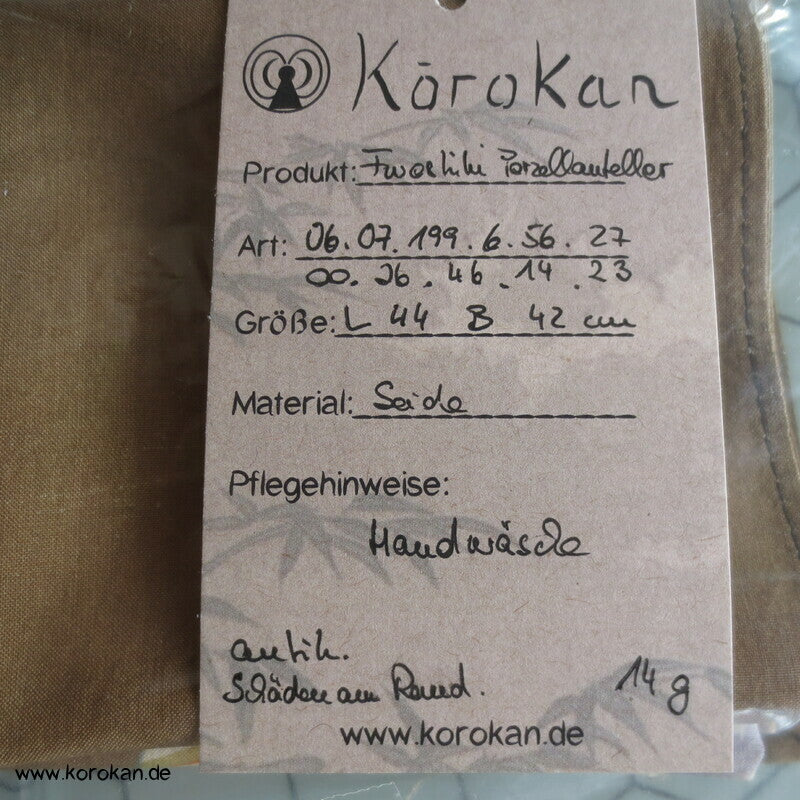 Kōrokan
Produkt: Fuoshiki Porzellanteller
Art: 06.07.199.6.56.27
00.26.46.14.23
Größe: L 44 B 42 cm
Material: Seide
Pflegehinweise:
Handwäsche
antik.
Schäden am Rand. 14 g
www.korokan.de
www.korokan.de